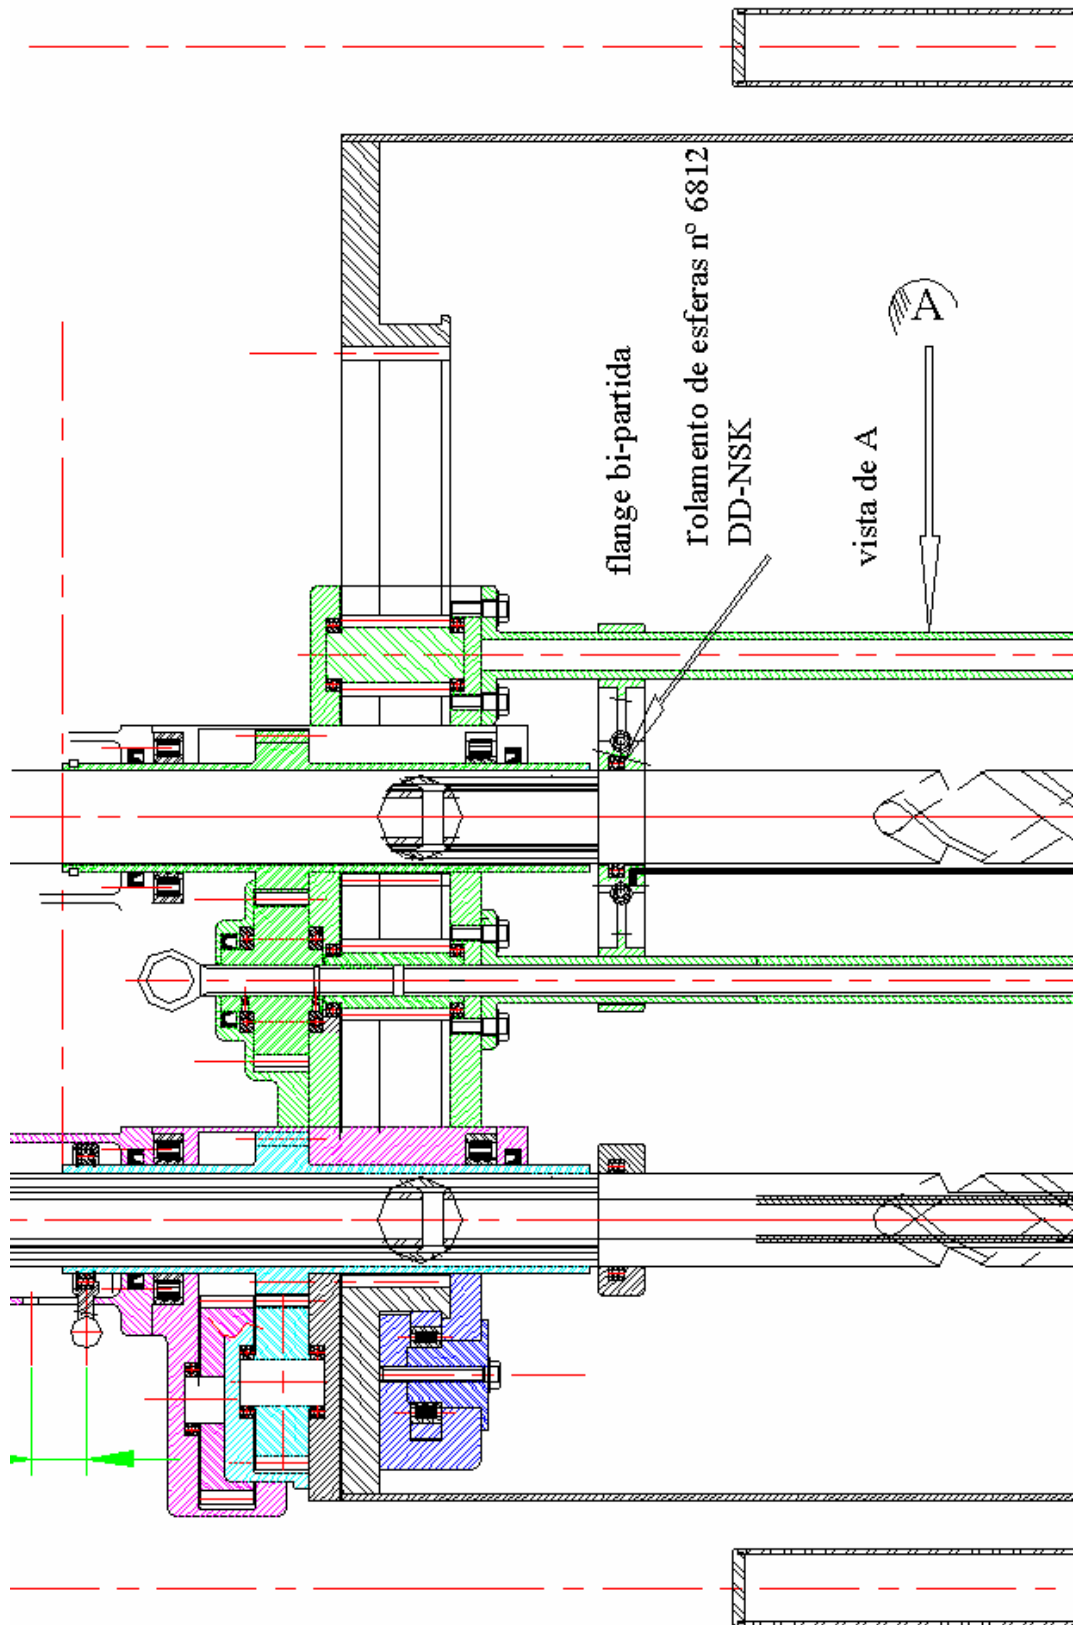 flange bi-partida
rolamento de esferas nº 6812
DD-NSK
vista de A
A